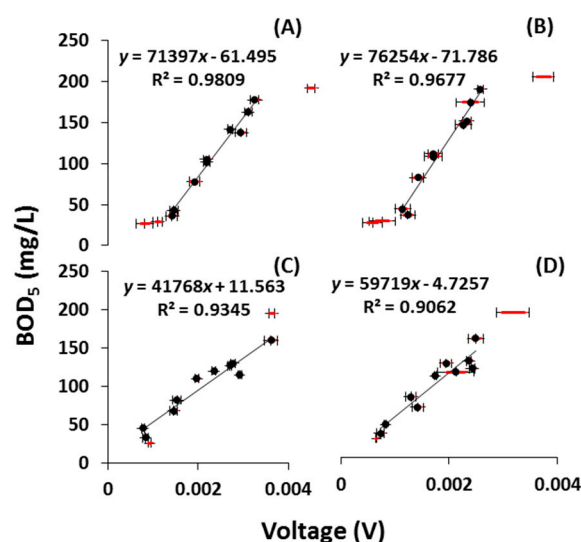 (A)
y = 71397x - 61.495
R² = 0.9809
(B)
y = 76254x - 71.786
R² = 0.9677
250
200
150
100
50
0
(C)
y = 41768x + 11.563
R² = 0.9345
(D)
y = 59719x - 4.7257
R² = 0.9062
250
200
150
100
50
0
BOD₅ (mg/L)
0 0.002 0.004
0 0.002 0.004
Voltage (V)